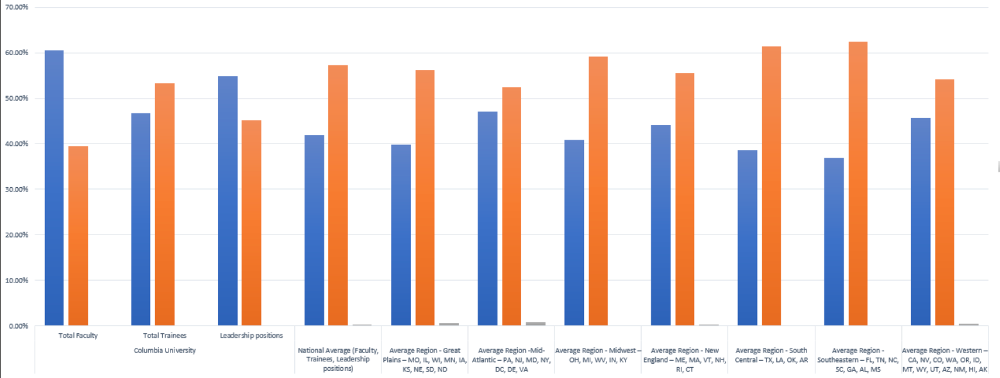 70.00%
60.00%
50.00%
40.00%
30.00%
20.00%
10.00%
0.00%
Total Faculty
Total Trainees
Leadership positions
Columbia University
National Average (Faculty,
Trainees, Leadership
positions)
Average Region - Great
Plains – MO, IL, WI, MN, IA,
KS, NE, SD, ND
Average Region -Mid-
Atlantic – PA, NJ, MD, NY,
DC, DE, VA
Average Region - Midwest –
OH, MI, WV, IN, KY
Average Region - New
England – ME, MA, VT, NH,
RI, CT
Average Region - South
Central – TX, LA, OK, AR
Average Region -
Southeastern – FL, TN, NC,
SC, GA, AL, MS
Average Region - Western –
CA, NV, CO, WA, OR, ID,
MT, WY, UT, AZ, NM, HI, AK